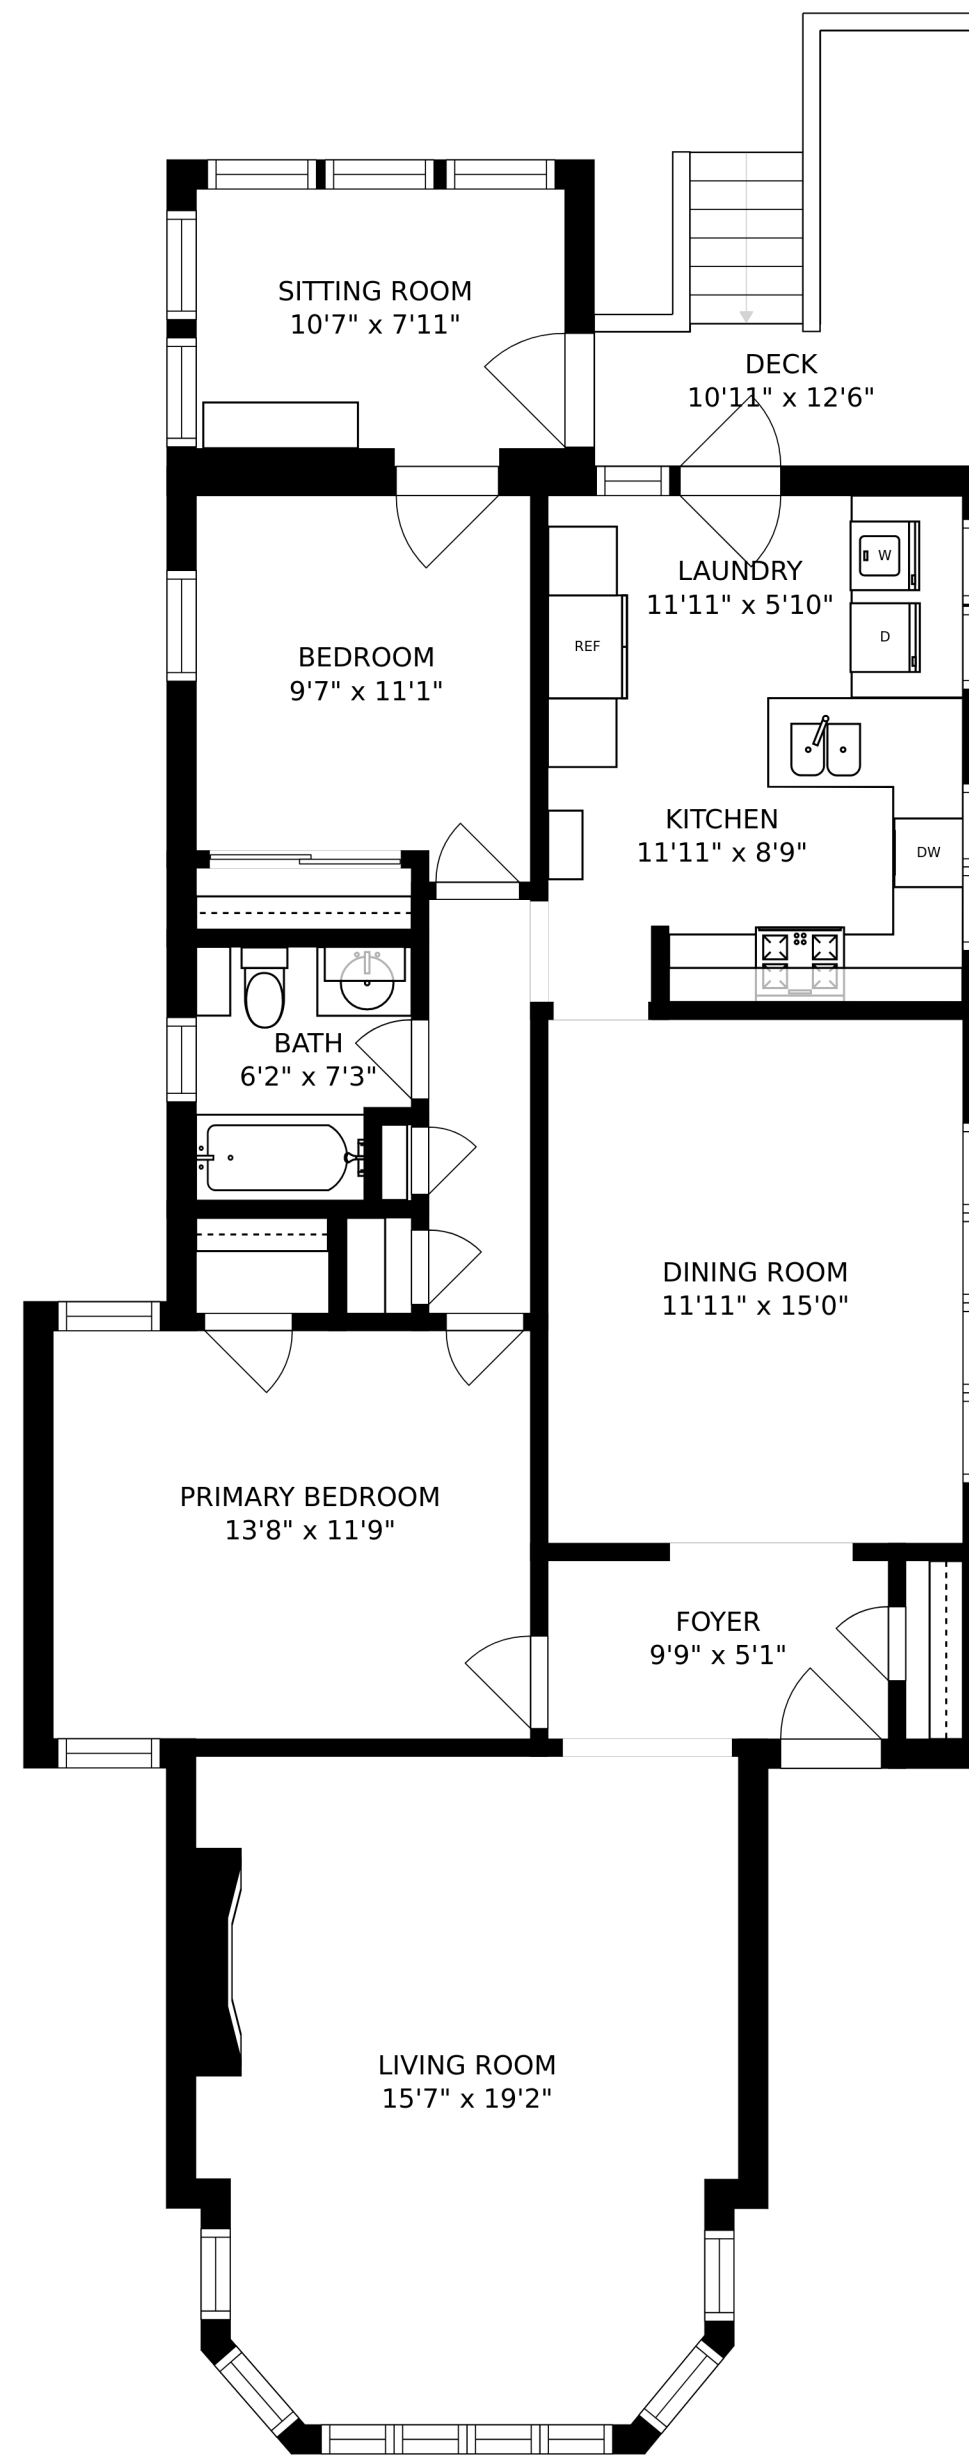 SITTING ROOM
10'7" x 7'11"
DECK
10'11" x 12'6"
W
LAUNDRY
11'11" x 5'10"
D
REF
BEDROOM
9'7" x 11'1"
KITCHEN
11'11" x 8'9"
DW
BATH
6'2" x 7'3"
DINING ROOM
11'11" x 15'0"
PRIMARY BEDROOM
13'8" x 11'9"
FOYER
9'9" x 5'1"
LIVING ROOM
15'7" x 19'2"